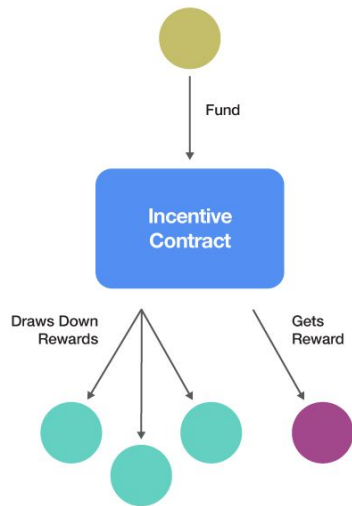 Fund
Incentive
Contract
Draws Down
Rewards
Gets
Reward